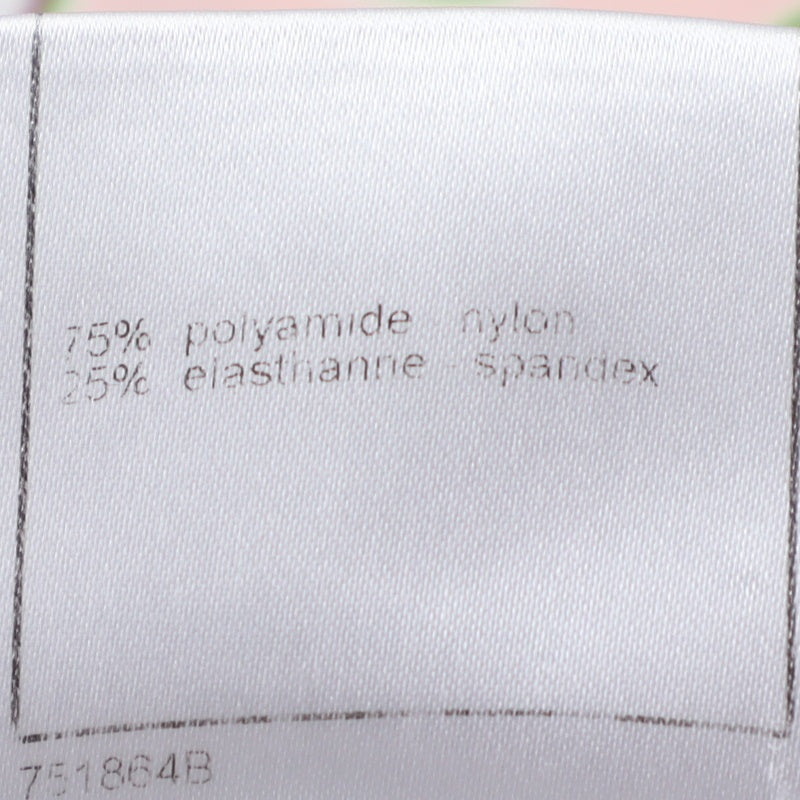 75% polyamide - nylon
25% elasthanne - spandex
751864B